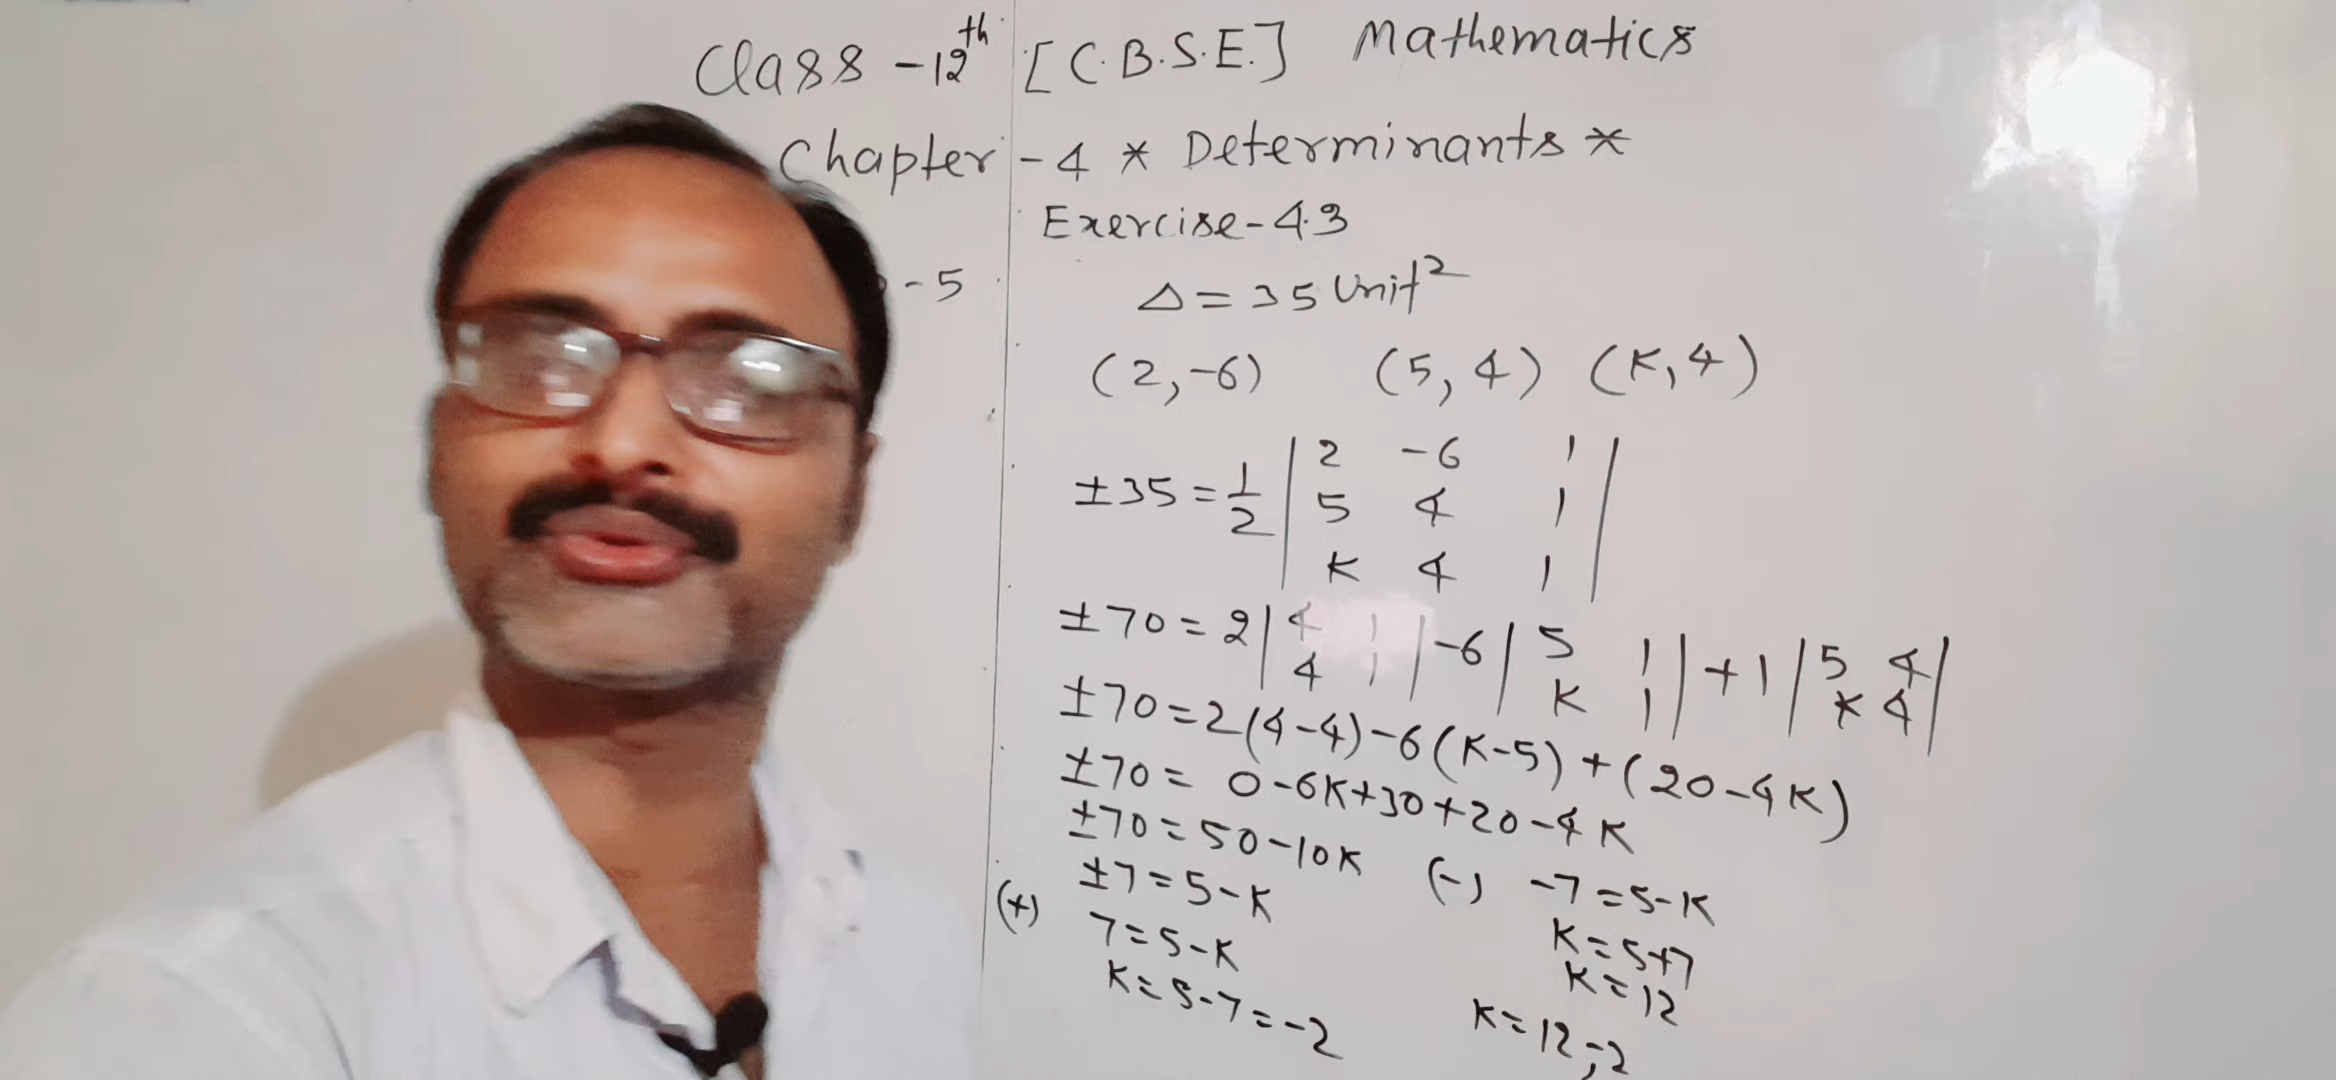 Class -12th [C.B.S.E.] Mathematics
Chapter - 4 * Determinants *
Exercise - 4.3
- 5
Δ = 35 Unit²
(2, -6) (5, 4) (K, 4)
±35 = 1/2 | 2 -6 1 |
| 5 4 1 |
| K 4 1 |
±70 = 2 | 4 1 | -6 | 5 1 | +1 | 5 4 |
| 4 1 | | K 1 | | K 4 |
±70 = 2(4-4) -6(K-5) + (20-4K)
±70 = 0-6K+30+20-4K
±70 = 50-10K
±7 = 5-K
(+) 7 = 5-K
K = 5-7 = -2
(-) -7 = 5-K
K = 5+7
K = 12
K = 12, -2